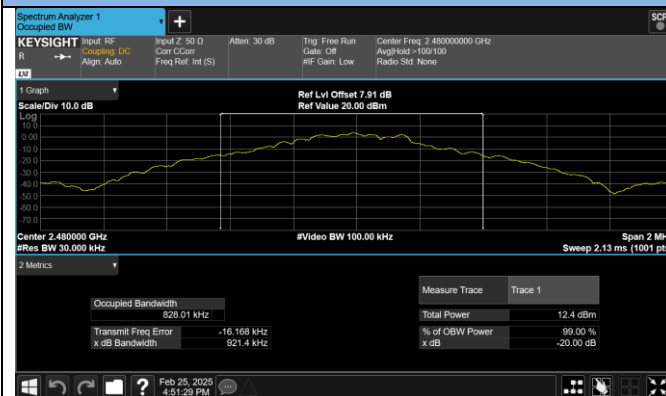 Spectrum Analyzer 1
Occupied BW
+
KEYSIGHT
R
LXI
Input: RF
Coupling: DC
Align: Auto
Input Z: 50 Ω
Corr CCorr
Freq Ref: Int (S)
Atten: 30 dB
Trig: Free Run
Gate: Off
#IF Gain: Low
Center Freq: 2.480000000 GHz
Avg|Hold:>100/100
Radio Std: None
1 Graph
Scale/Div 10.0 dB
Ref Lvl Offset 7.91 dB
Ref Value 20.00 dBm
Log
10.0
0.00
-10.0
-20.0
-30.0
-40.0
-50.0
-60.0
-70.0
Center 2.480000 GHz
#Res BW 30.000 kHz
#Video BW 100.00 kHz
Span 2 MH
Sweep 2.13 ms (1001 pts
2 Metrics
Occupied Bandwidth
828.01 kHz
Transmit Freq Error -16.168 kHz
x dB Bandwidth 921.4 kHz
Measure Trace Trace 1
Total Power 12.4 dBm
% of OBW Power 99.00 %
x dB -20.00 dB
?
Feb 25, 2025
4:51:29 PM